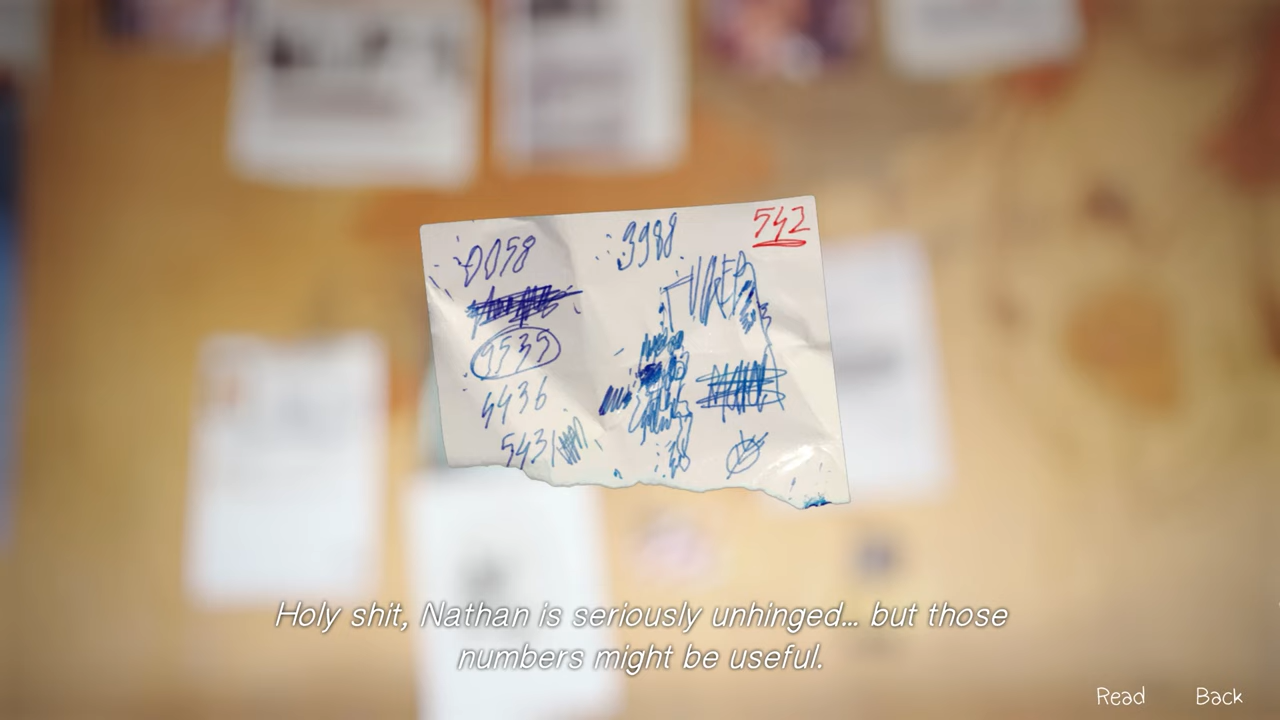 0058
3988
542
9539
4436
543
Holy shit, Nathan is seriously unhinged... but those
numbers might be useful.
Read
Back